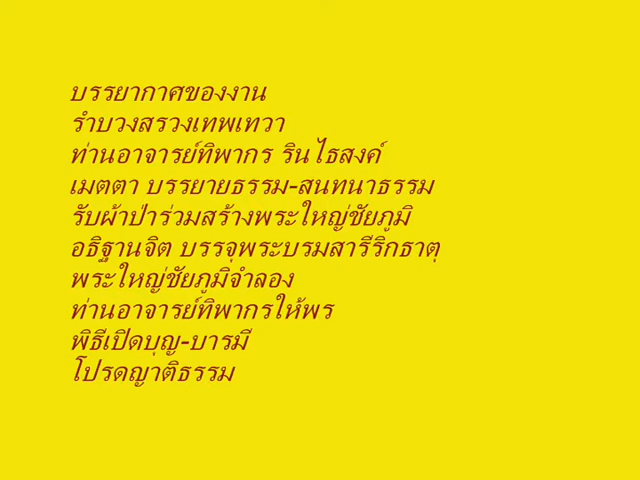 บรรยากาศของงาน
รำบวงสรวงเทพเทวา
ท่านอาจารย์ทิพากร รินไธสงค์
เมตตา บรรยายธรรม-สนทนาธรรม
รับผ้าป่าร่วมสร้างพระใหญ่ชัยภูมิ
อธิฐานจิต บรรจุพระบรมสารีริกธาตุ
พระใหญ่ชัยภูมิจำลอง
ท่านอาจารย์ทิพากรให้พร
พิธีเปิดบุญ-บารมี
โปรดญาติธรรม